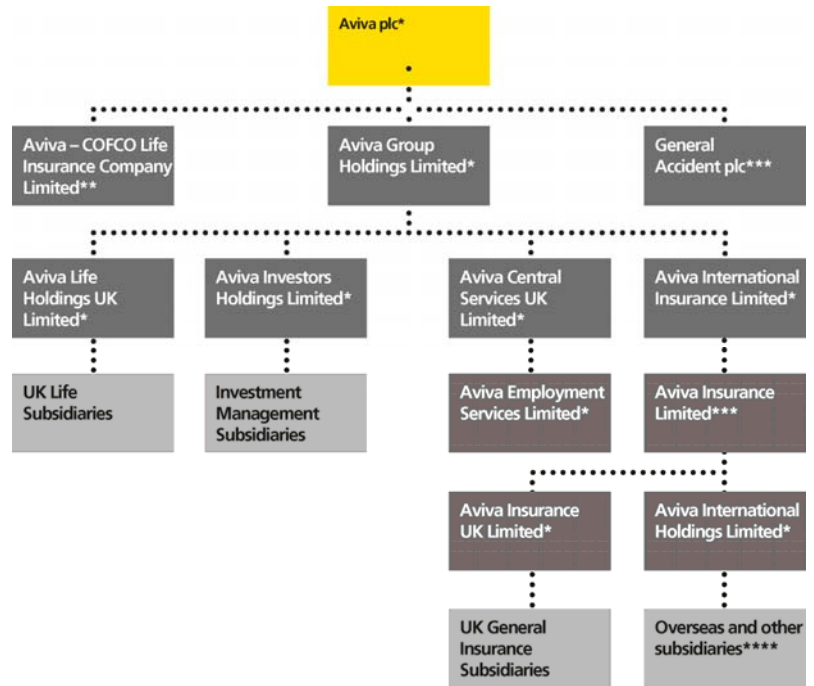 Aviva plc*
Aviva – COFCO Life
Insurance Company
Limited**
Aviva Group
Holdings Limited*
General
Accident plc***
Aviva Life
Holdings UK
Limited*
Aviva Investors
Holdings Limited*
Aviva Central
Services UK
Limited*
Aviva International
Insurance Limited*
UK Life
Subsidiaries
Investment
Management
Subsidiaries
Aviva Employment
Services Limited*
Aviva Insurance
Limited***
Aviva Insurance
UK Limited*
Aviva International
Holdings Limited*
UK General
Insurance
Subsidiaries
Overseas and other
subsidiaries****